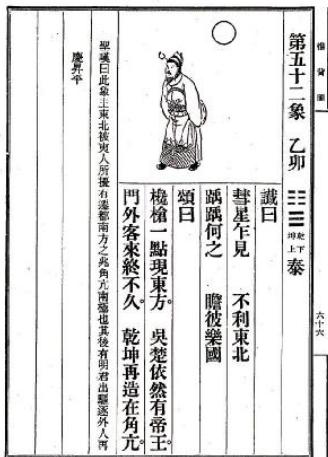 推背圖
六十六
第五十二象 乙卯 乾下 坤上 泰
讖曰
彗星乍見 不利東北
踽踽何之 瞻彼樂國
頌曰
欃槍一點現東方。 吳楚依然有帝王。
門外客來終不久。 乾坤再造在角亢。
聖嘆曰此象主東北被夷人所擾有遷都南方之兆角亢南極也其後有明君出驅逐外人再
慶昇平